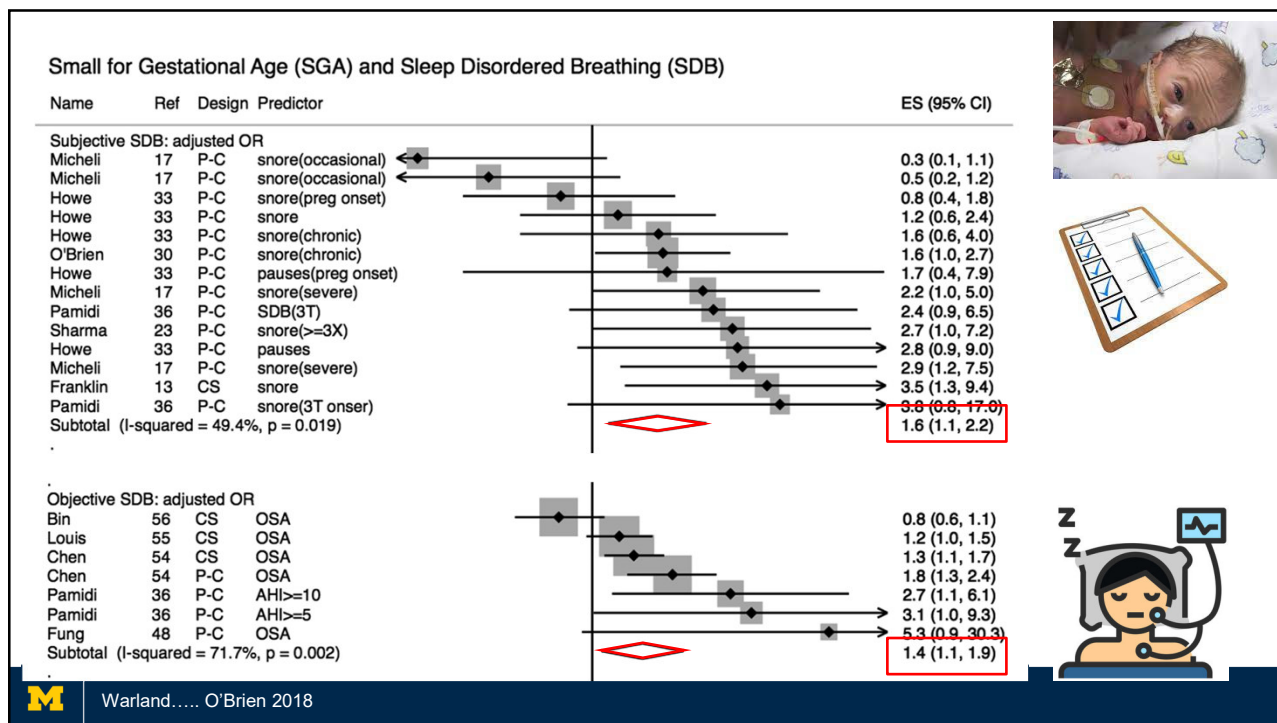 Small for Gestational Age (SGA) and Sleep Disordered Breathing (SDB)
Name Ref Design Predictor ES (95% CI)
Subjective SDB: adjusted OR
Micheli 17 P-C snore(occasional) 0.3 (0.1, 1.1)
Micheli 17 P-C snore(occasional) 0.5 (0.2, 1.2)
Howe 33 P-C snore(preg onset) 0.8 (0.4, 1.8)
Howe 33 P-C snore 1.2 (0.6, 2.4)
Howe 33 P-C snore(chronic) 1.6 (0.6, 4.0)
O'Brien 30 P-C snore(chronic) 1.6 (1.0, 2.7)
Howe 33 P-C pauses(preg onset) 1.7 (0.4, 7.9)
Micheli 17 P-C snore(severe) 2.2 (1.0, 5.0)
Pamidi 36 P-C SDB(3T) 2.4 (0.9, 6.5)
Sharma 23 P-C snore(>=3X) 2.7 (1.0, 7.2)
Howe 33 P-C pauses 2.8 (0.9, 9.0)
Micheli 17 P-C snore(severe) 2.9 (1.2, 7.5)
Franklin 13 CS snore 3.5 (1.3, 9.4)
Pamidi 36 P-C snore(3T onser) 3.8 (0.8, 17.0)
Subtotal (I-squared = 49.4%, p = 0.019) 1.6 (1.1, 2.2)
.
.
Objective SDB: adjusted OR
Bin 56 CS OSA 0.8 (0.6, 1.1)
Louis 55 CS OSA 1.2 (1.0, 1.5)
Chen 54 CS OSA 1.3 (1.1, 1.7)
Chen 54 P-C OSA 1.8 (1.3, 2.4)
Pamidi 36 P-C AHI>=10 2.7 (1.1, 6.1)
Pamidi 36 P-C AHI>=5 3.1 (1.0, 9.3)
Fung 48 P-C OSA 5.3 (0.9, 30.3)
Subtotal (I-squared = 71.7%, p = 0.002) 1.4 (1.1, 1.9)
.
z
z
M
Warland….. O'Brien 2018